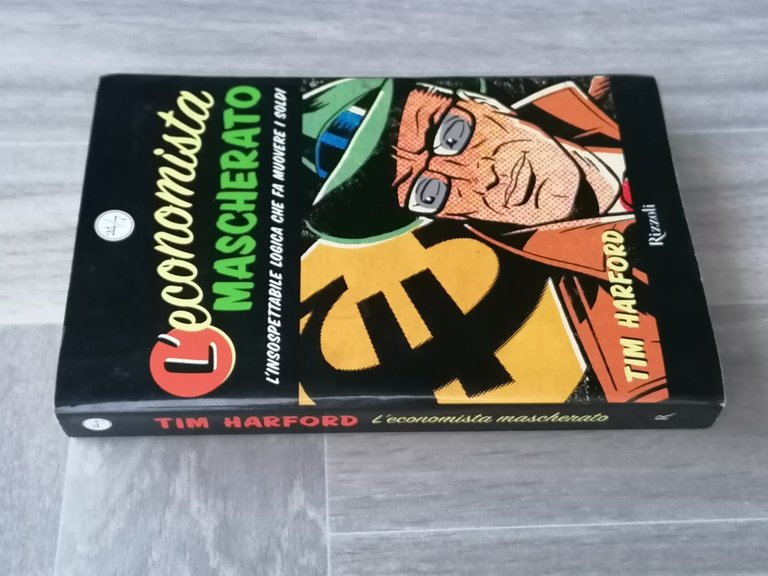 L'economista
MASCHERATO
L'INSOSPETTABILE LOGICA CHE FA MUOVERE I SOLDI
TIM HARFORD
Rizzoli
TIM HARFORD L'economista mascherato R